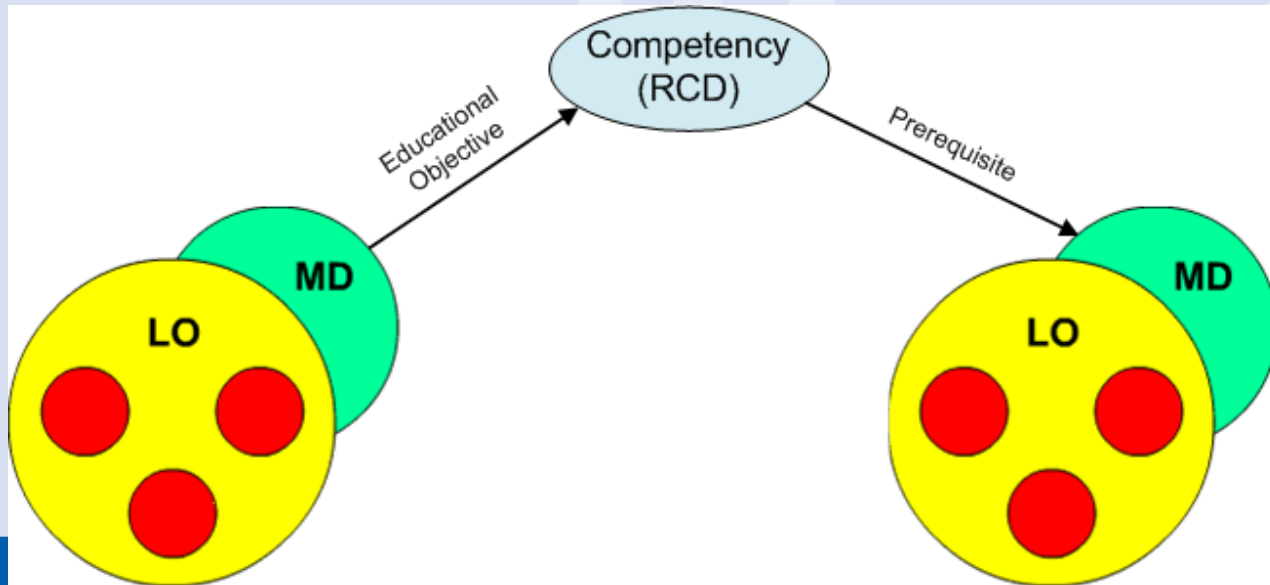 Competency
(RCD)
Educational
Objective
Prerequisite
MD
LO
MD
LO